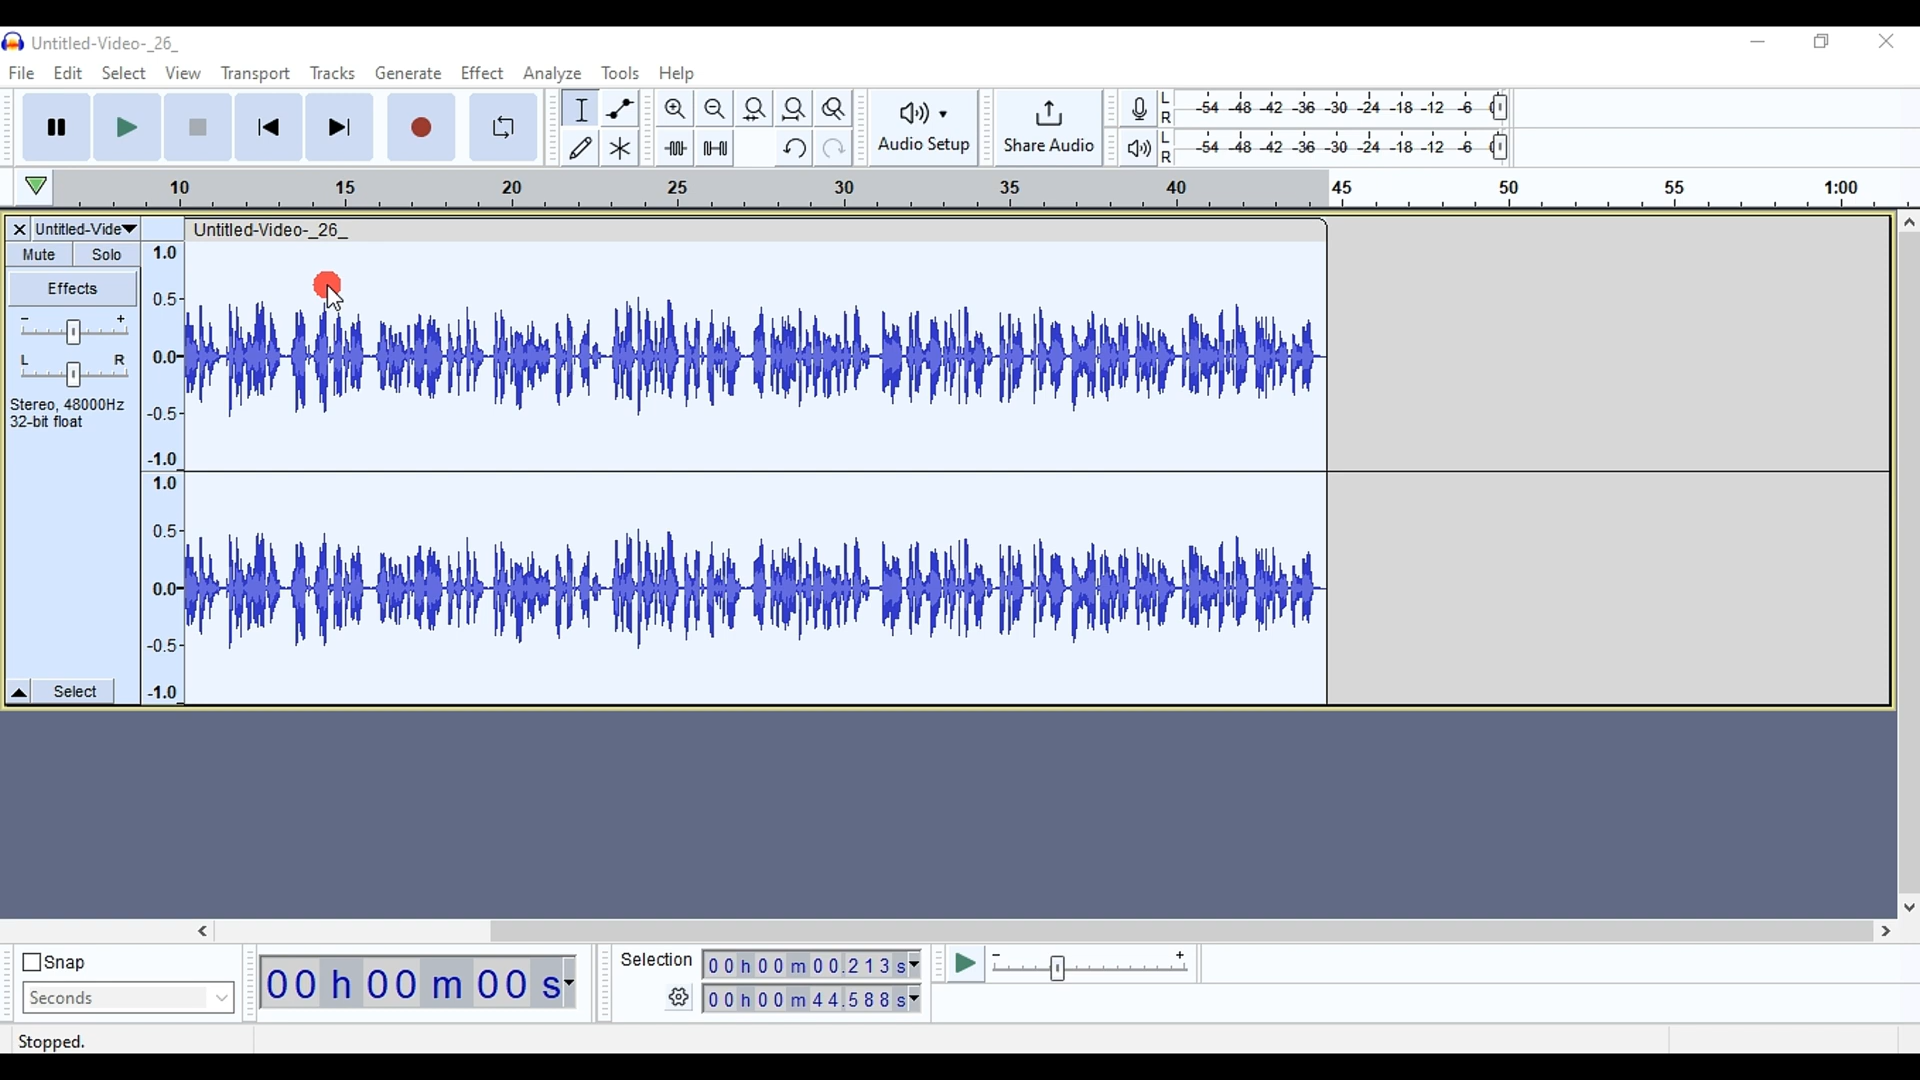 Untitled-Video-_26_
File Edit Select View Transport Tracks Generate Effect Analyze Tools Help
Audio Setup
Share Audio
L R -54 -48 -42 -36 -30 -24 -18 -12 -6 0
L R -54 -48 -42 -36 -30 -24 -18 -12 -6 0
10 15 20 25 30 35 40 45 50 55 1:00
Untitled-Vide
Untitled-Video-_26_
Mute Solo
Effects
- +
L R
Stereo, 48000Hz
32-bit float
Select
1.0
0.5
0.0
-0.5
-1.0
1.0
0.5
0.0
-0.5
-1.0
Snap
Seconds
00 h 00 m 00 s
Selection
00 h 00 m 00.213 s
00 h 00 m 44.588 s
- +
Stopped.